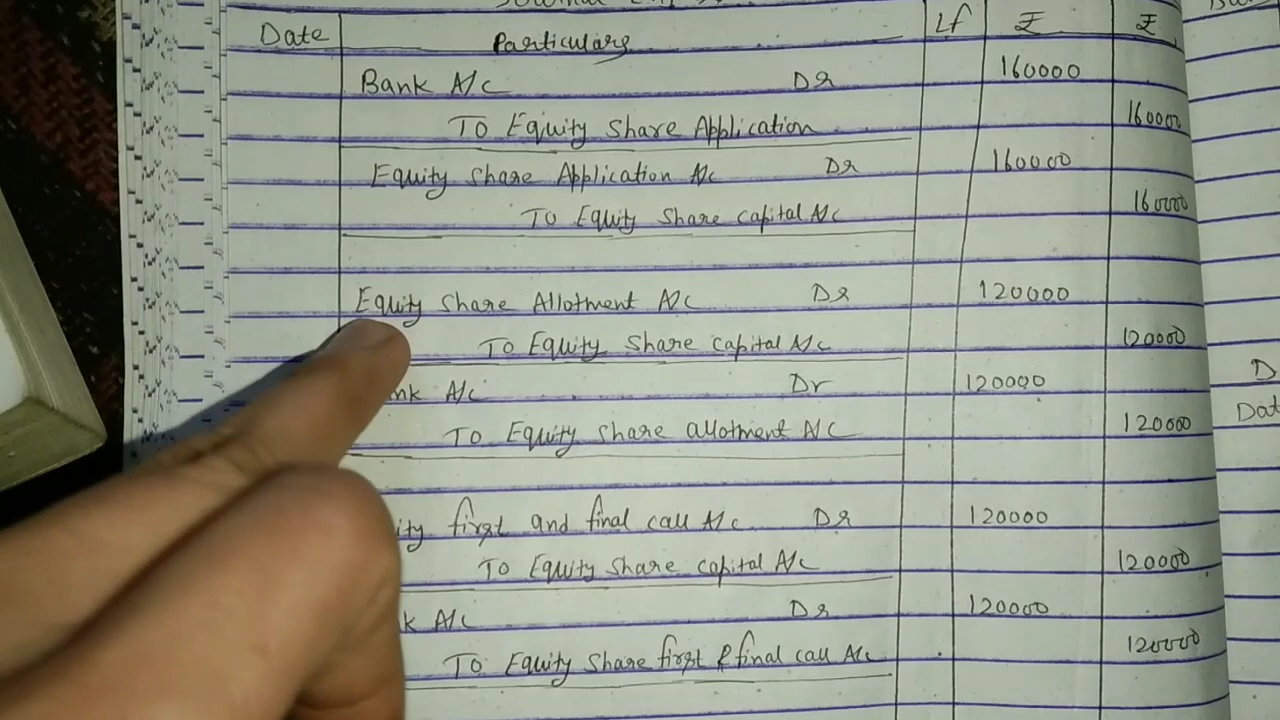 Date Particulars Lf ₹ ₹
Bank A/c Dr 160000
To Equity Share Application 160000
Equity Share Application A/c Dr 160000
To Equity Share capital A/c 160000
Equity Share Allotment A/c Dr 120000
To Equity Share capital A/c 120000
nk A/c Dr 120000
D
To Equity Share allotment A/c 120000
Dat
ity first and final call A/c Dr 120000
To Equity Share capital A/c 120000
k A/c Dr 120000
To Equity Share first & final call A/c 120000